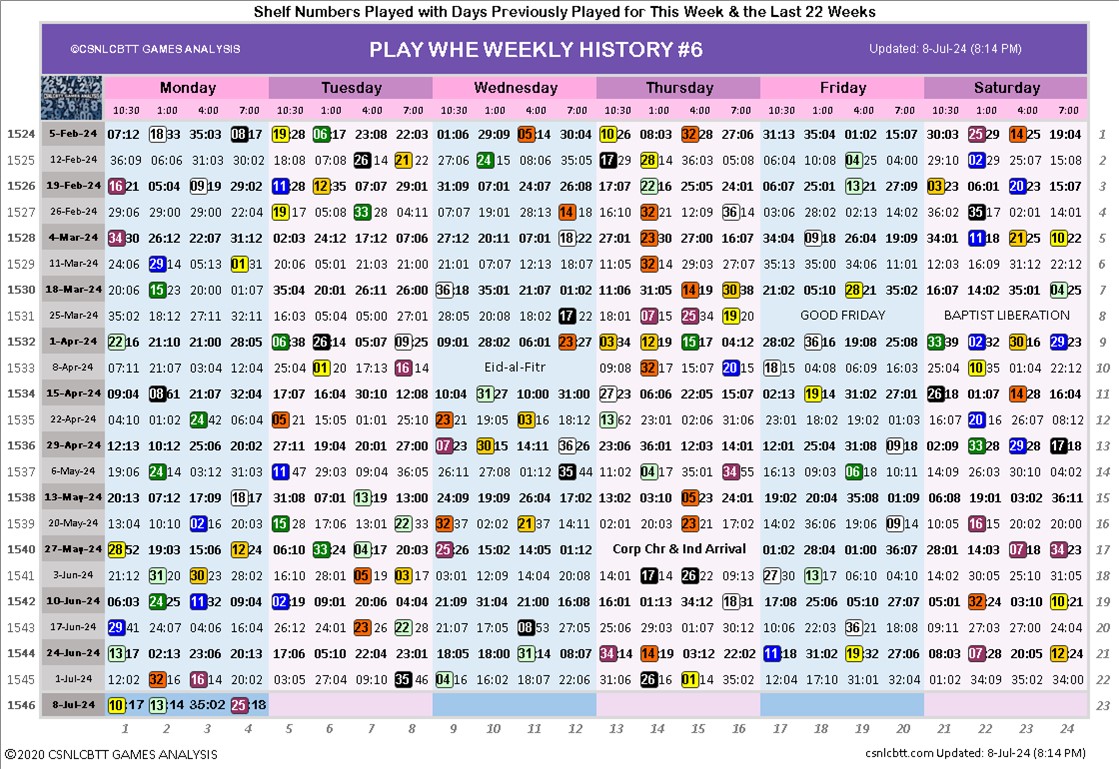 Shelf Numbers Played with Days Previously Played for This Week & the Last 22 Weeks
©CSNLCBTT GAMES ANALYSIS PLAY WHE WEEKLY HISTORY #6 Updated: 8-Jul-24 (8:14 PM)
Monday Tuesday Wednesday Thursday Friday Saturday
10:30 1:00 4:00 7:00 10:30 1:00 4:00 7:00 10:30 1:00 4:00 7:00 10:30 1:00 4:00 7:00 10:30 1:00 4:00 7:00 10:30 1:00 4:00 7:00
1524 5-Feb-24 07:12 18:33 35:03 08:17 19:28 06:17 23:08 22:03 01:06 29:09 05:14 30:04 10:26 08:03 32:28 27:06 31:13 35:04 01:02 15:07 30:03 25:29 14:25 19:04 1
1525 12-Feb-24 36:09 06:06 31:03 30:02 18:08 07:08 26:14 21:22 27:06 24:15 08:06 35:05 17:29 28:14 36:03 05:08 06:04 10:08 04:25 04:00 29:10 02:29 25:07 15:08 2
1526 19-Feb-24 16:21 05:04 09:19 29:02 11:28 12:35 07:07 29:01 31:09 07:01 24:07 26:08 17:07 22:16 25:05 24:01 06:07 25:01 13:21 27:09 03:23 06:01 20:23 15:07 3
1527 26-Feb-24 29:06 29:00 29:00 22:04 19:17 05:08 33:28 04:11 07:07 19:01 28:13 14:18 16:10 32:21 12:09 36:14 03:06 28:02 02:13 14:02 36:02 35:17 02:01 14:01 4
1528 4-Mar-24 34:30 26:12 22:07 31:12 02:03 24:12 17:12 07:06 27:12 20:11 07:01 18:22 27:01 23:30 27:00 16:07 34:04 09:18 26:04 19:09 34:01 11:18 21:25 10:22 5
1529 11-Mar-24 24:06 29:14 05:13 01:31 20:06 05:01 21:03 21:00 21:01 07:07 12:13 18:07 11:05 32:14 29:03 27:07 35:13 35:00 34:06 11:01 12:03 16:09 31:12 22:12 6
1530 18-Mar-24 20:06 15:23 20:00 01:07 35:04 20:01 26:11 26:00 36:18 35:01 07:07 17:02 11:06 31:05 14:19 30:38 21:02 05:10 28:21 35:02 16:07 14:02 35:01 04:25 7
1531 25-Mar-24 35:02 18:12 27:11 32:11 16:03 05:04 05:00 27:01 28:05 20:08 18:02 17:22 18:01 07:15 25:34 19:20 GOOD FRIDAY BAPTIST LIBERATION 8
1532 1-Apr-24 22:16 21:10 21:00 28:05 06:38 26:14 05:07 09:25 09:01 28:02 06:01 23:27 03:34 12:19 15:17 04:12 28:02 36:16 19:08 25:08 33:39 02:32 30:16 29:23 9
1533 8-Apr-24 07:11 21:07 03:04 28:04 25:04 01:20 17:13 16:14 Eid-al-Fitr 09:08 32:17 15:07 20:15 18:15 04:08 06:09 16:03 25:04 10:35 01:04 01:00 10
1534 15-Apr-24 09:04 08:61 21:07 32:04 17:07 16:04 30:10 12:08 10:04 31:27 10:00 31:00 27:23 06:06 22:05 15:07 02:13 19:14 31:04 32:06 26:18 01:07 14:28 16:04 11
1535 22-Apr-24 04:10 01:02 24:42 06:04 05:21 15:05 01:01 25:10 23:21 19:05 03:16 18:12 13:62 23:01 02:06 31:06 23:01 18:02 19:02 01:03 16:07 20:16 26:07 08:12 12
1536 29-Apr-24 12:13 10:12 25:06 20:02 27:11 19:04 20:01 27:00 07:23 30:15 14:11 36:26 23:06 36:01 12:03 14:01 12:01 25:04 31:08 09:18 02:09 33:28 29:28 17:18 13
1537 6-May-24 19:06 24:14 03:12 31:03 11:47 29:03 09:04 36:05 26:11 27:08 01:12 35:44 11:02 04:17 35:01 34:55 16:13 09:03 06:18 10:11 14:09 26:03 30:10 04:02 14
1538 13-May-24 20:13 07:12 17:09 18:17 31:08 07:01 13:19 13:00 24:09 19:09 26:04 17:02 13:02 03:10 05:23 24:01 19:02 20:04 35:08 01:09 06:08 19:01 03:02 36:11 15
1539 20-May-24 13:04 10:10 02:16 20:03 15:28 17:06 13:01 22:33 32:37 02:02 21:37 14:11 02:01 20:03 23:21 17:02 14:02 36:06 19:06 09:14 10:05 16:15 20:02 20:00 16
1540 27-May-24 28:52 19:03 15:06 12:24 06:10 33:24 04:17 20:03 25:26 15:02 14:05 01:12 Corp Chr & Ind Arrival 01:02 28:04 01:00 36:07 28:01 14:03 07:18 34:23 17
1541 3-Jun-24 21:12 31:20 30:23 28:02 16:10 28:01 05:19 03:17 03:01 12:09 14:04 20:08 14:01 17:14 26:22 09:13 27:30 13:17 06:10 04:10 14:02 30:05 25:10 31:05 18
1542 10-Jun-24 06:03 24:25 11:32 09:04 02:19 09:01 20:06 04:04 21:09 31:04 21:00 16:08 16:01 01:13 34:12 18:31 17:08 25:06 05:10 27:07 05:01 32:24 03:10 10:21 19
1543 17-Jun-24 29:41 24:07 04:06 16:04 26:12 24:01 23:26 22:28 21:07 17:05 08:53 27:05 25:06 29:03 01:07 30:12 10:06 25:03 36:21 18:08 09:11 27:03 27:00 24:04 20
1544 24-Jun-24 13:17 02:13 23:06 20:13 17:06 05:10 22:04 23:01 18:05 18:00 31:14 08:07 34:14 14:19 03:12 22:02 11:18 31:02 19:32 27:06 08:03 07:28 20:05 12:24 21
1545 1-Jul-24 12:02 32:16 16:14 20:02 03:05 27:04 09:10 35:46 04:16 16:02 18:07 22:06 31:06 26:16 01:14 35:02 12:04 17:10 31:01 32:04 01:02 34:09 35:02 34:00 22
1546 8-Jul-24 10:17 13:14 35:02 25:18 23
1 2 3 4 5 6 7 8 9 10 11 12 13 14 15 16 17 18 19 20 21 22 23 24
©2020 CSNLCBTT GAMES ANALYSIS csnlcbtt.com Updated: 8-Jul-24 (8:14 PM)